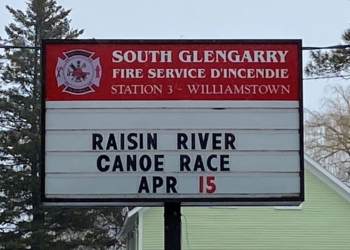 SOUTH GLENGARRY
FIRE SERVICE D'INCENDIE
STATION 3 - WILLIAMSTOWN
RAISIN RIVER
CANOE RACE
APR 15